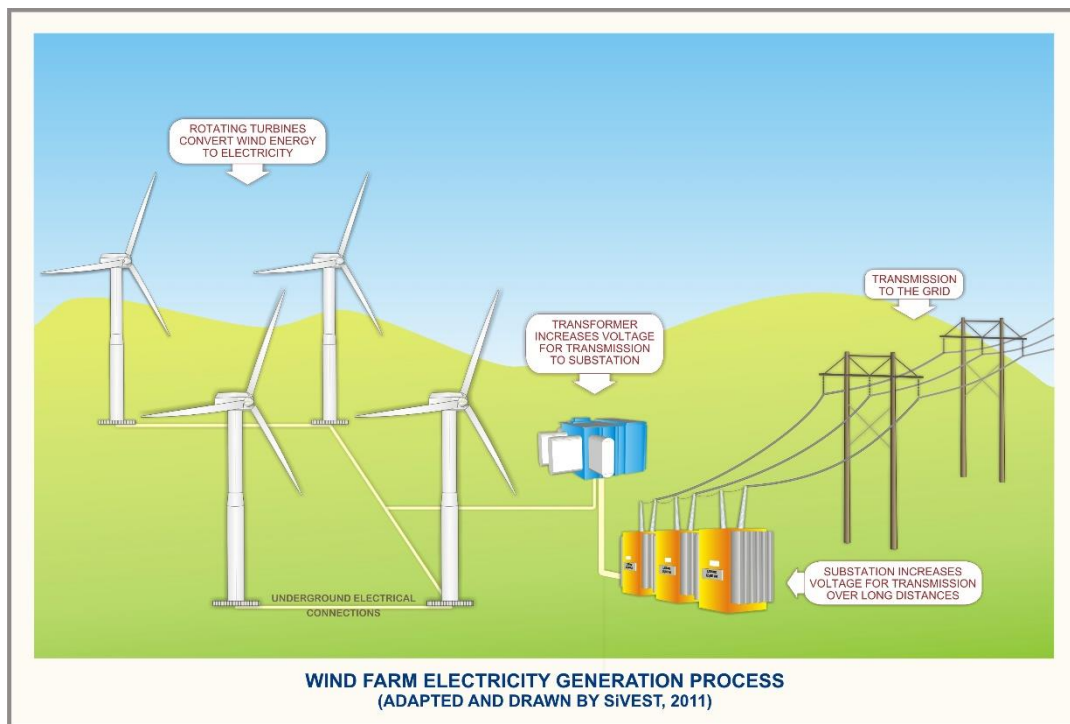 ROTATING TURBINES
CONVERT WIND ENERGY
TO ELECTRICITY
TRANSMISSION
TO THE GRID
TRANSFORMER
INCREASES VOLTAGE
FOR TRANSMISSION
TO SUBSTATION
SUBSTATION INCREASES
VOLTAGE FOR TRANSMISSION
OVER LONG DISTANCES
UNDERGROUND ELECTRICAL
CONNECTIONS
WIND FARM ELECTRICITY GENERATION PROCESS
(ADAPTED AND DRAWN BY SiVEST, 2011)